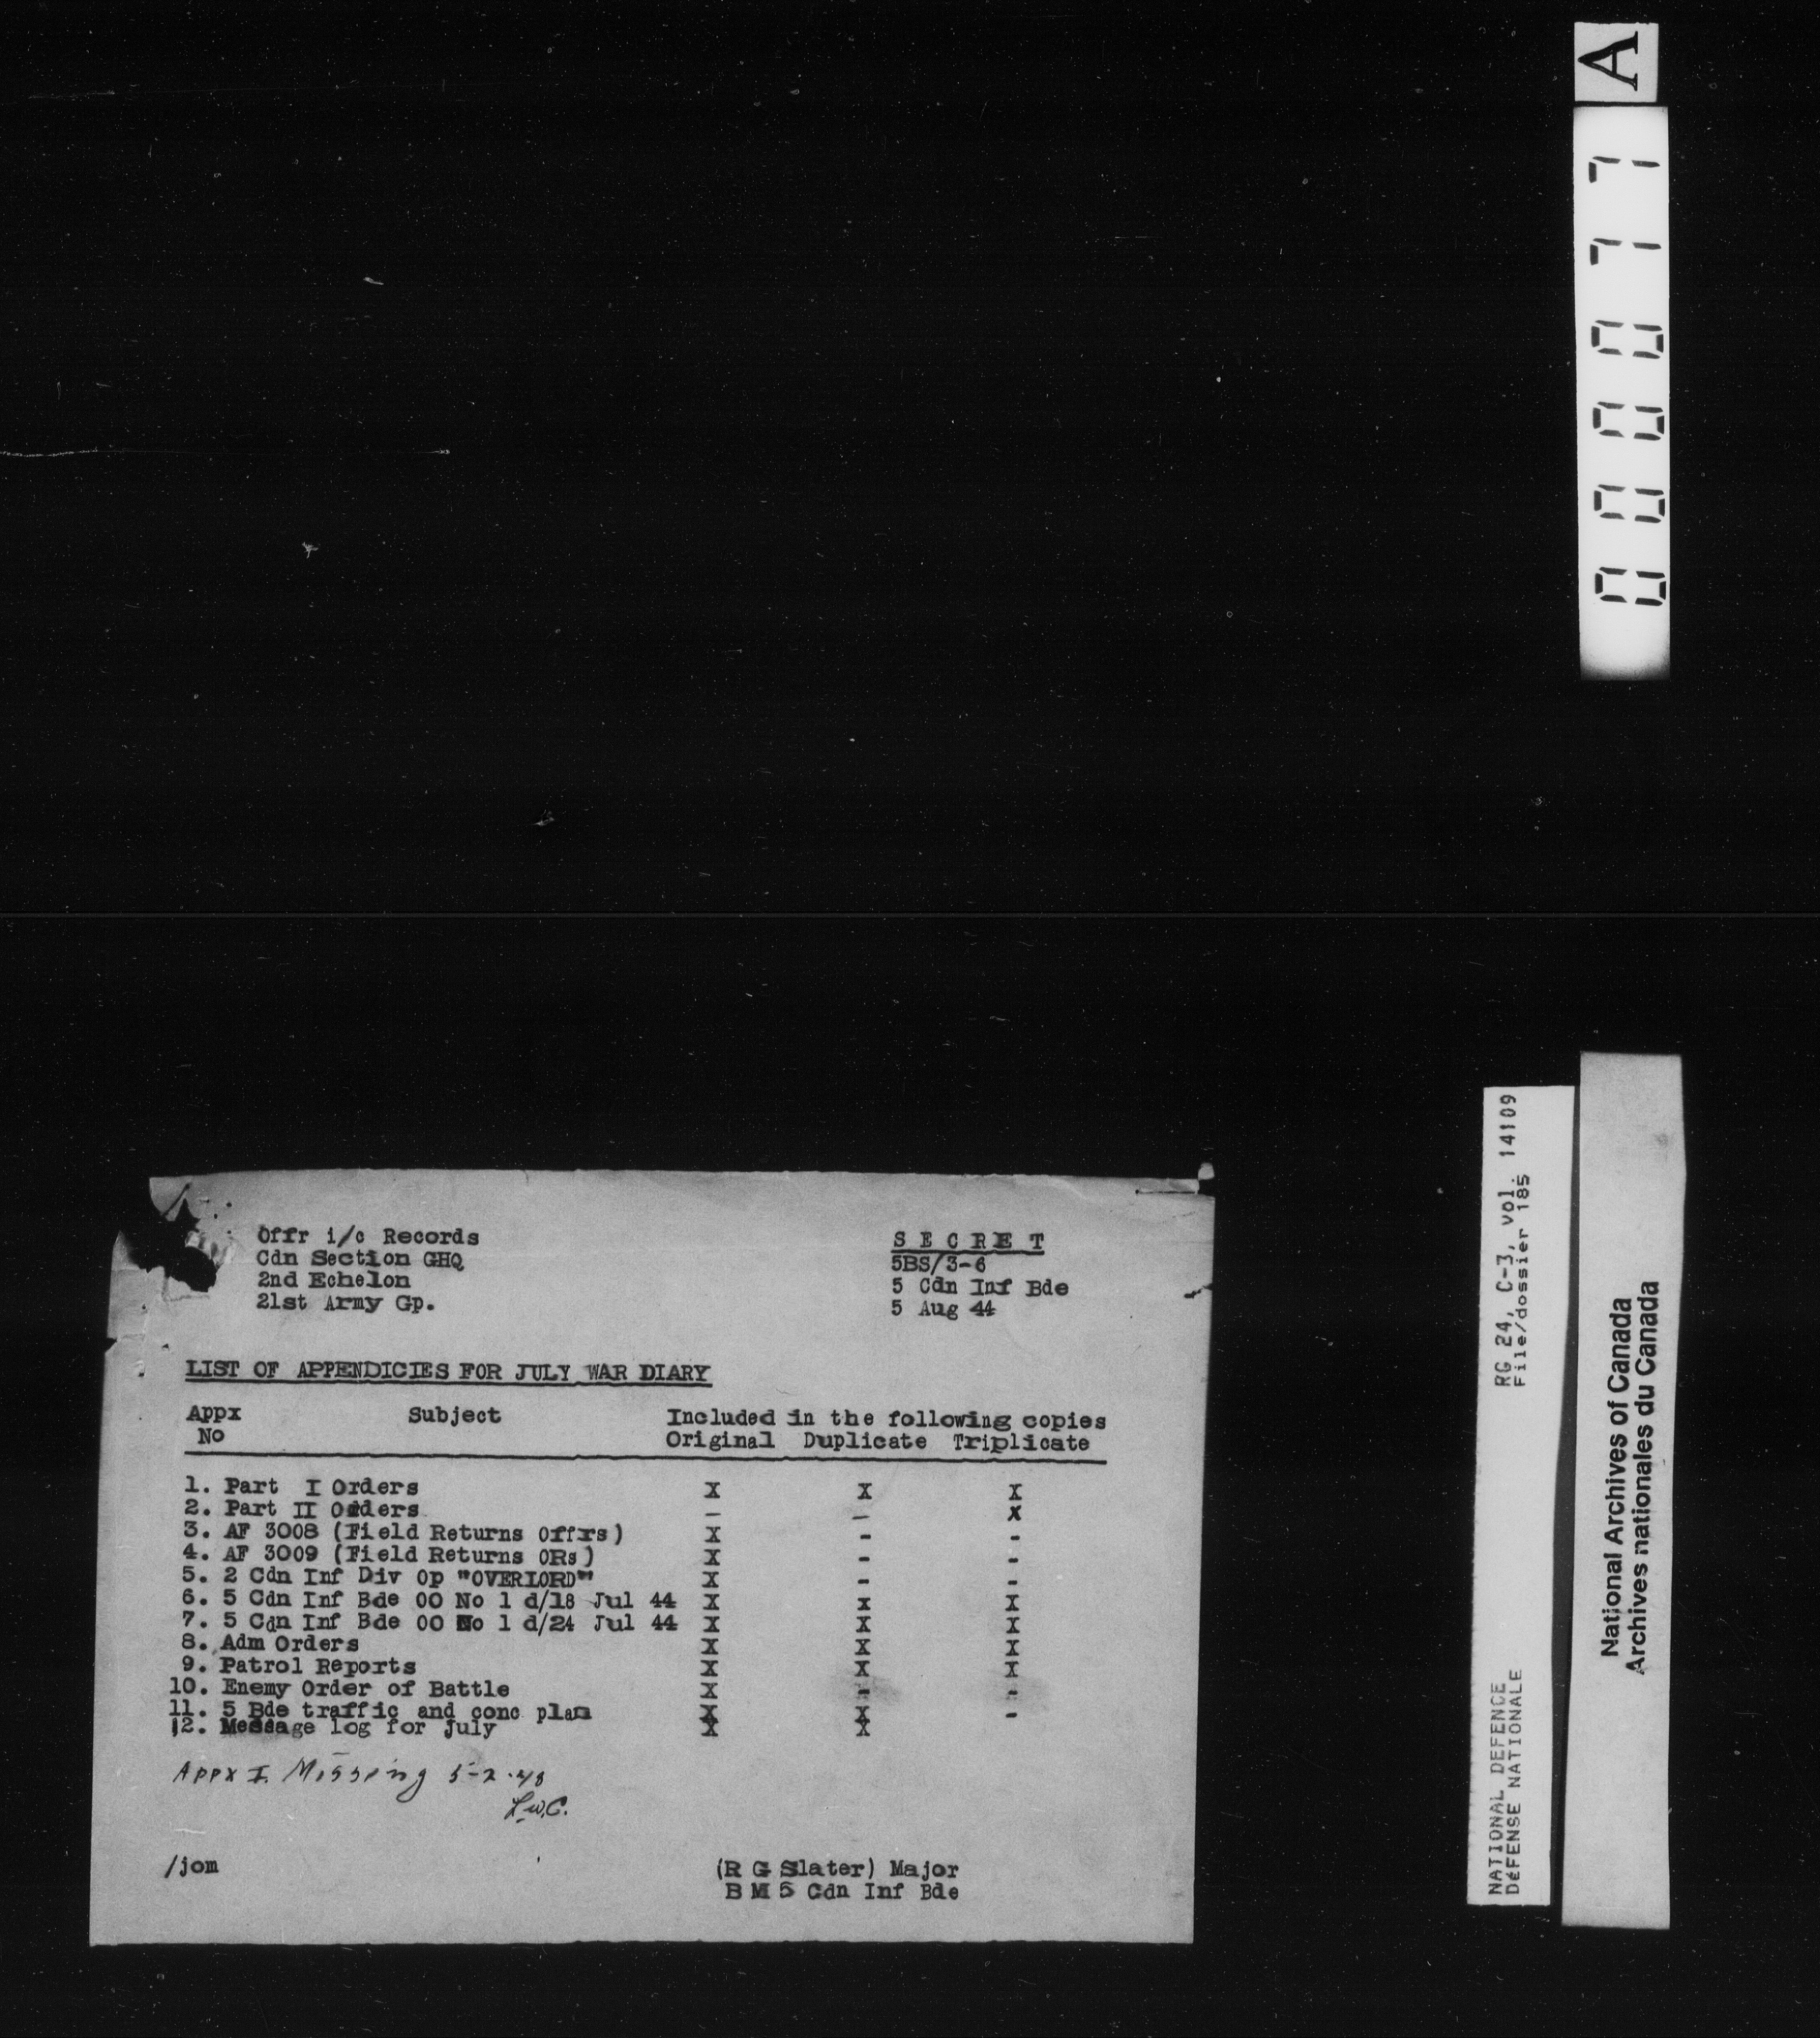 A
000077
Offr i/c Records
Cdn Section GHQ
2nd Echelon
21st Army Gp.
S E C R E T
5BS/3-6
5 Cdn Inf Bde
5 Aug 44
LIST OF APPENDICIES FOR JULY WAR DIARY
Appx Subject Included in the following copies
No Original Duplicate Triplicate
1. Part I Orders X X X
2. Part II Orders - - X
3. AF 3008 (Field Returns Offrs) X - -
4. AF 3009 (Field Returns ORs) X - -
5. 2 Cdn Inf Div Op "OVERLORD" X - -
6. 5 Cdn Inf Bde OO No 1 d/18 Jul 44 X X X
7. 5 Cdn Inf Bde OO No 1 d/24 Jul 44 X X X
8. Adm Orders X X X
9. Patrol Reports X X X
10. Enemy Order of Battle X - -
11. 5 Bde traffic and conc plan X X -
12. Message log for July X X
Appx I. Missing 5-2-48
L.W.C.
/jom
(R G Slater) Major
B M 5 Cdn Inf Bde
NATIONAL DEFENCE RG 24, C-3, vol. 14109
DéFENSE NATIONALE File/dossier 185
National Archives of Canada
Archives nationales du Canada